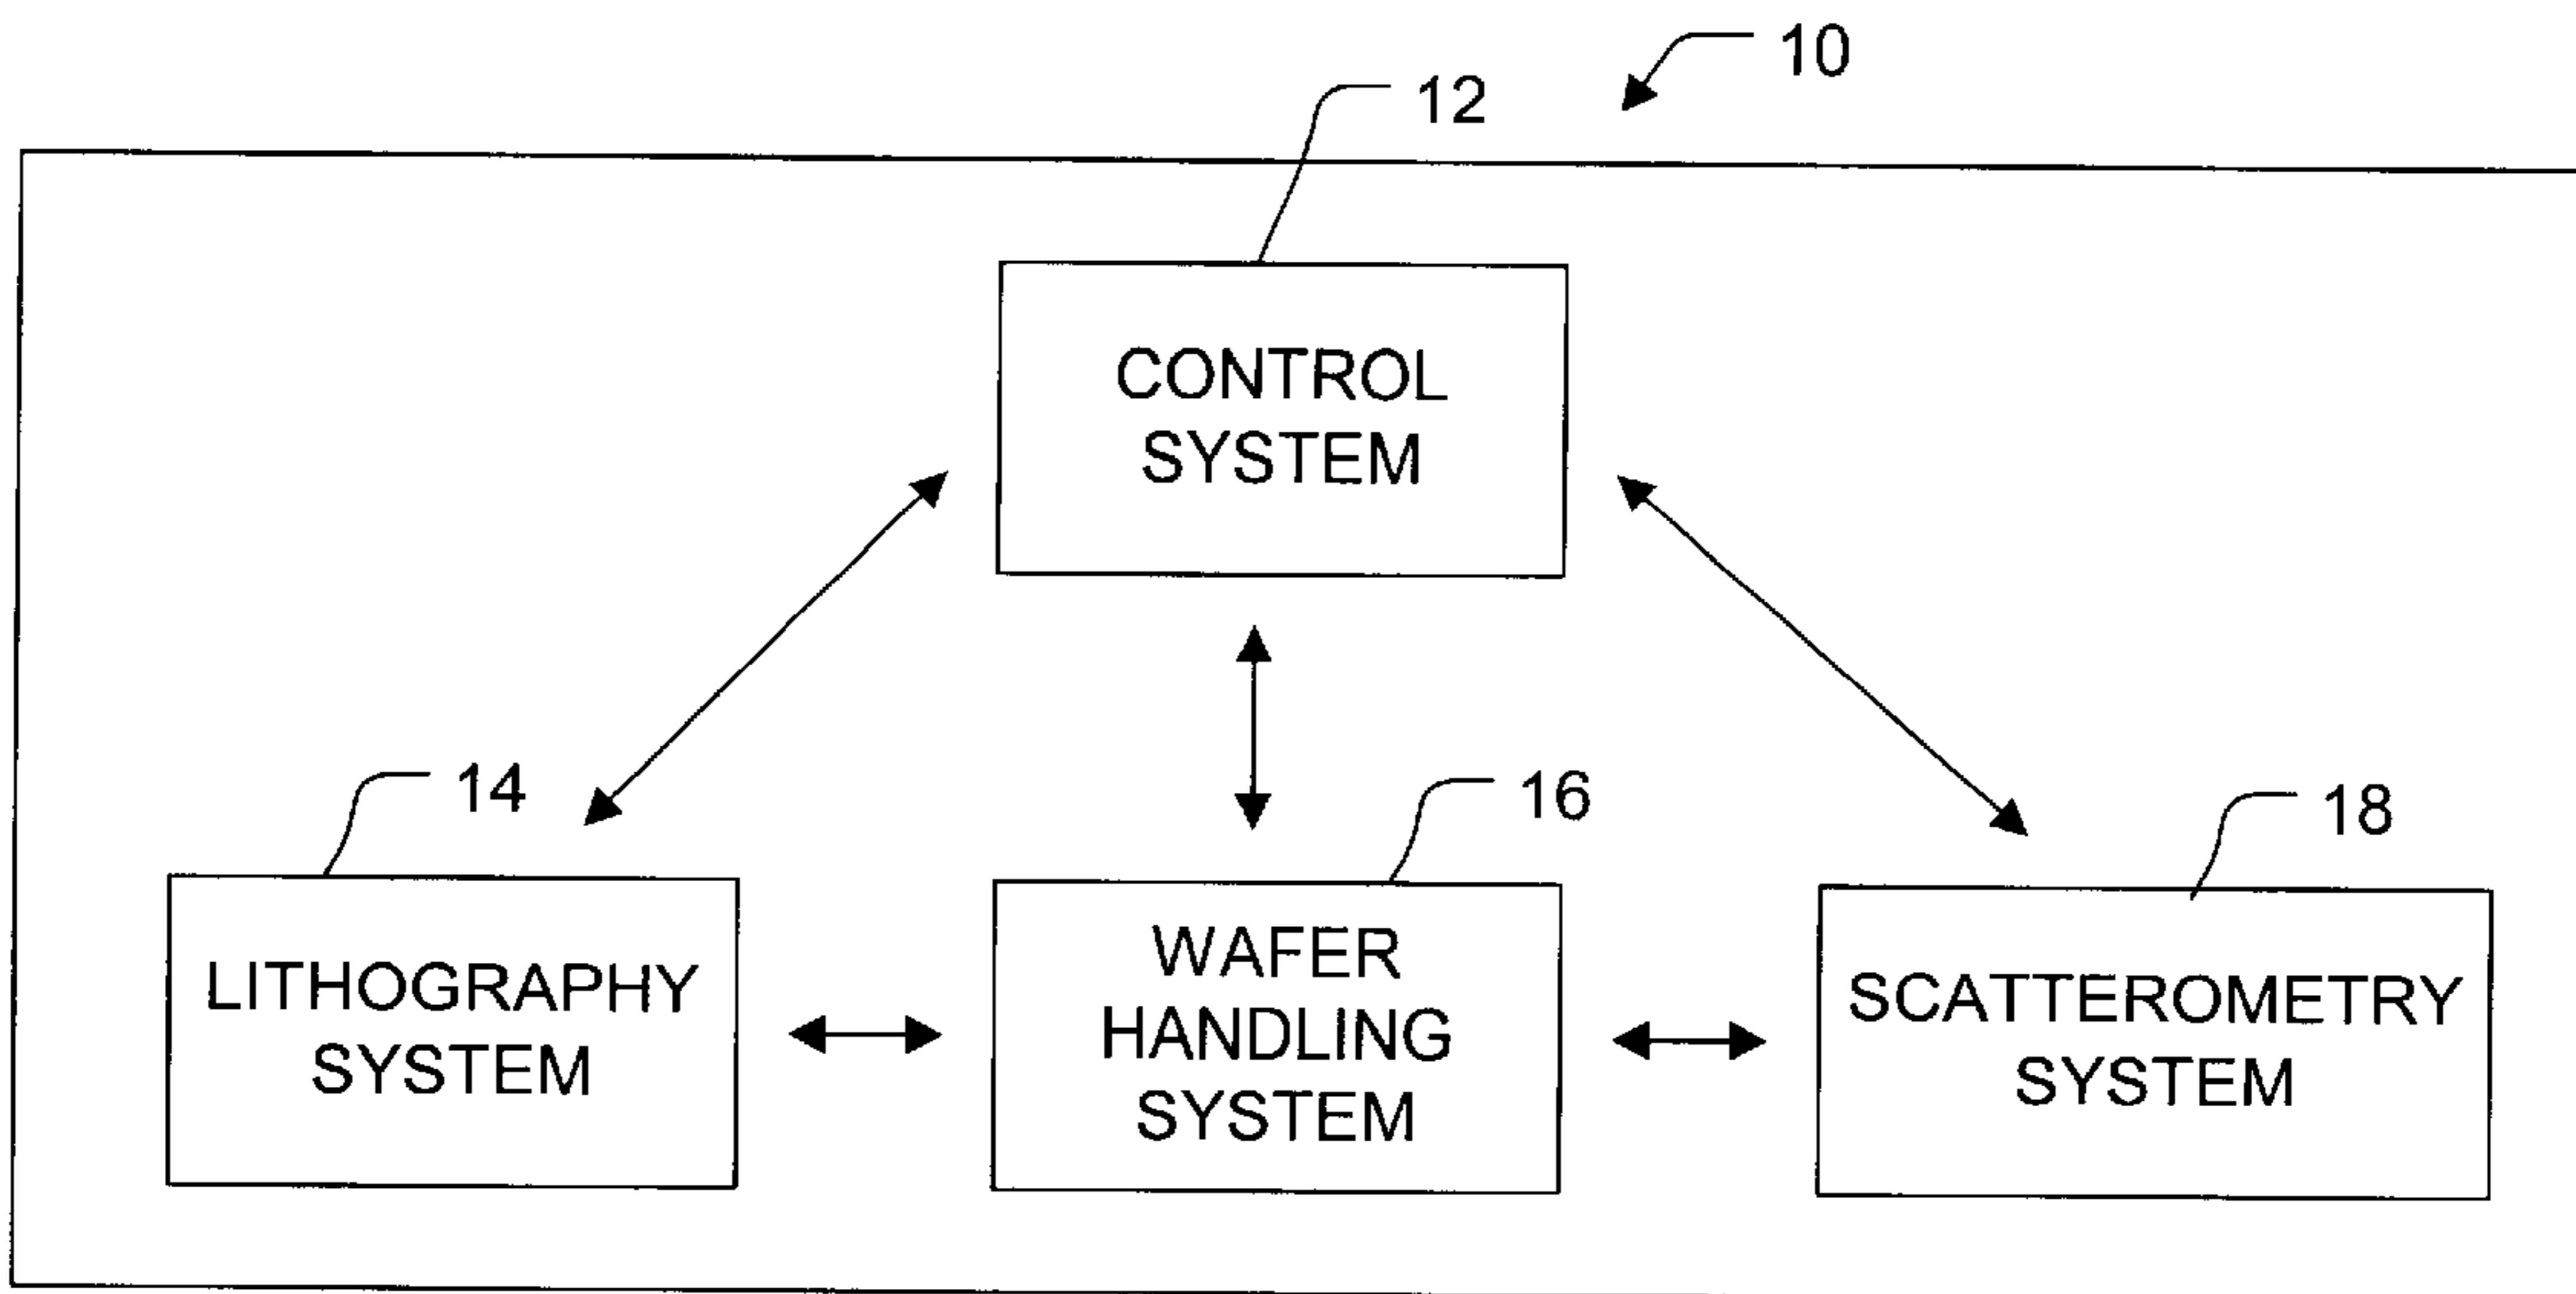 10
12
CONTROL
SYSTEM
14
16
18
LITHOGRAPHY
SYSTEM
WAFER
HANDLING
SYSTEM
SCATTEROMETRY
SYSTEM